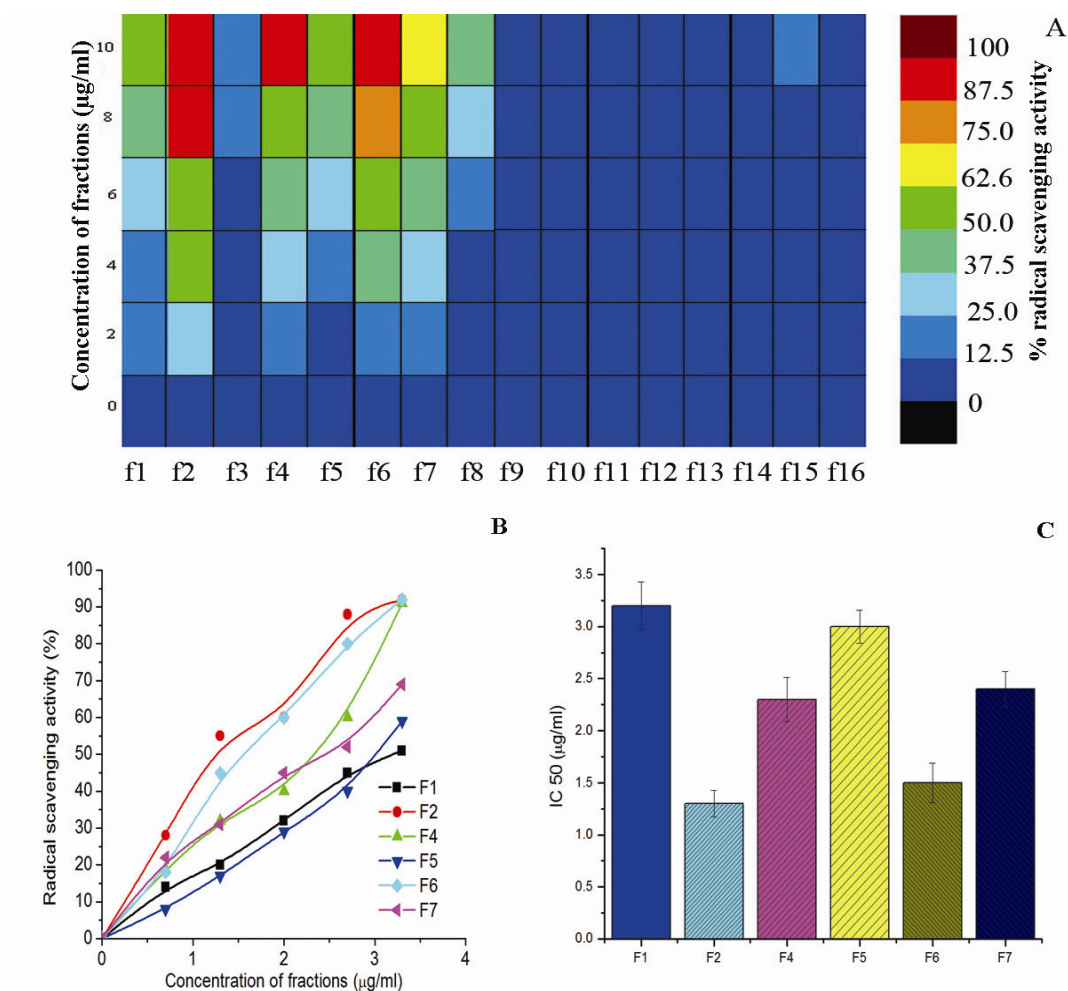 A
Concentration of fractions (µg/ml)
10
8
6
4
2
0
f1 f2 f3 f4 f5 f6 f7 f8 f9 f10 f11 f12 f13 f14 f15 f16
100
87.5
75.0
62.6
50.0
37.5
25.0
12.5
0
% radical scavenging activity
B
Radical scavenging activity (%)
100
90
80
70
60
50
40
30
20
10
0
0 1 2 3 4
Concentration of fractions (µg/ml)
F1
F2
F4
F5
F6
F7
C
IC 50 (µg/ml)
3.5
3.0
2.5
2.0
1.5
1.0
0.5
0.0
F1 F2 F4 F5 F6 F7